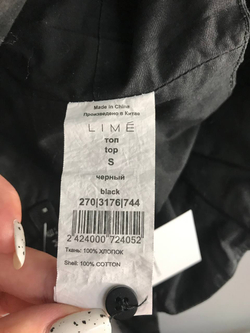 Made in China
Произведено в Китае
LIMÉ
топ
top
S
черный
black
270|3176|744
2 424000 724052
Ткань: 100% ХЛОПОК
Shell: 100% COTTON